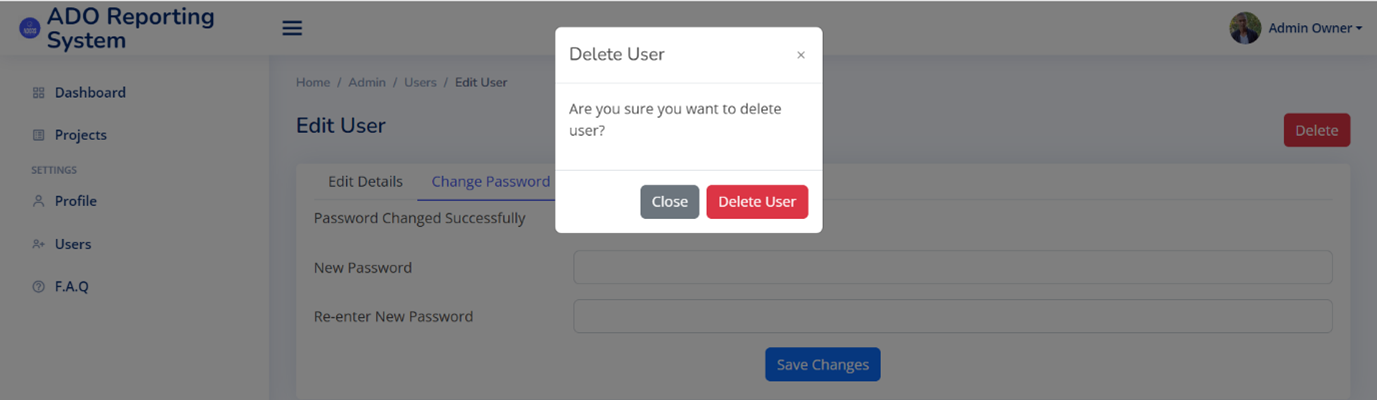 ADO Reporting
System
Admin Owner
Dashboard
Projects
SETTINGS
Profile
Users
F.A.Q
Home / Admin / Users / Edit User
Edit User
Delete
Edit Details
Change Password
Password Changed Successfully
New Password
Re-enter New Password
Save Changes
Delete User
×
Are you sure you want to delete
user?
Close
Delete User